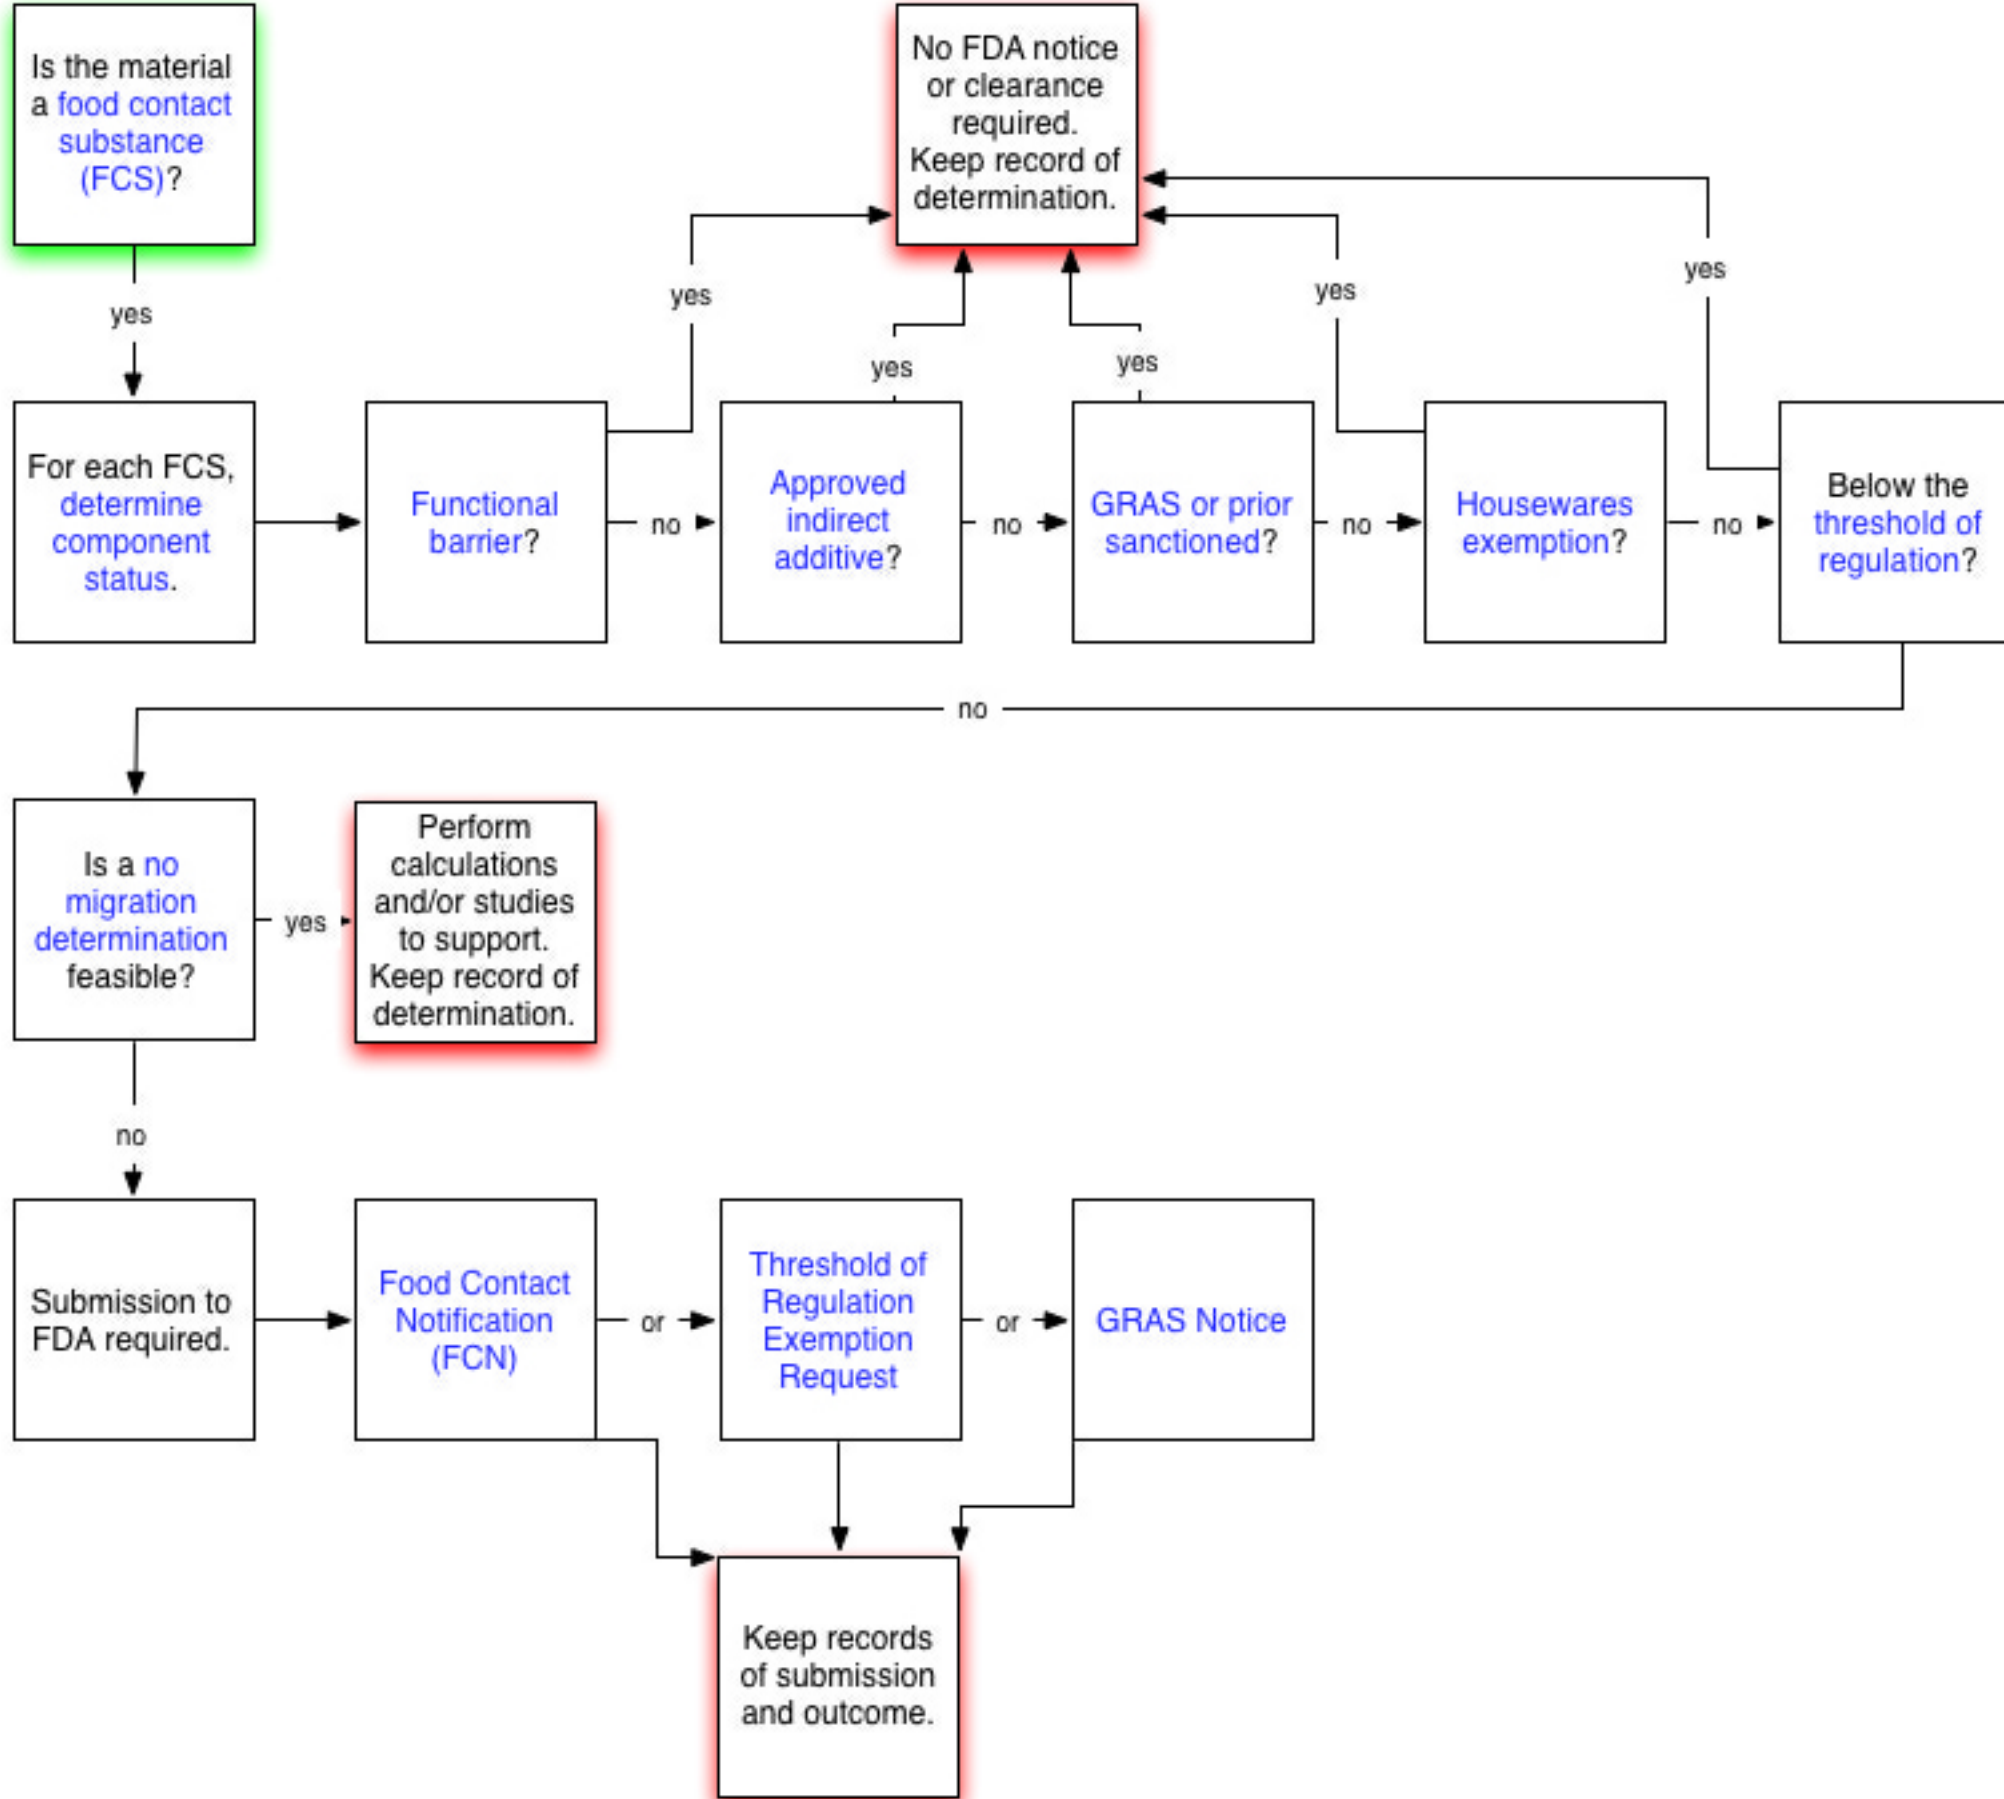 Is the material
a food contact
substance
(FCS)?
No FDA notice
or clearance
required.
Keep record of
determination.
yes
yes
yes
yes
yes
yes
For each FCS,
determine
component
status.
Functional
barrier?
no
Approved
indirect
additive?
no
GRAS or prior
sanctioned?
no
Housewares
exemption?
no
Below the
threshold of
regulation?
no
Is a no
migration
determination
feasible?
yes
Perform
calculations
and/or studies
to support.
Keep record of
determination.
no
Submission to
FDA required.
Food Contact
Notification
(FCN)
or
Threshold of
Regulation
Exemption
Request
or
GRAS Notice
Keep records
of submission
and outcome.